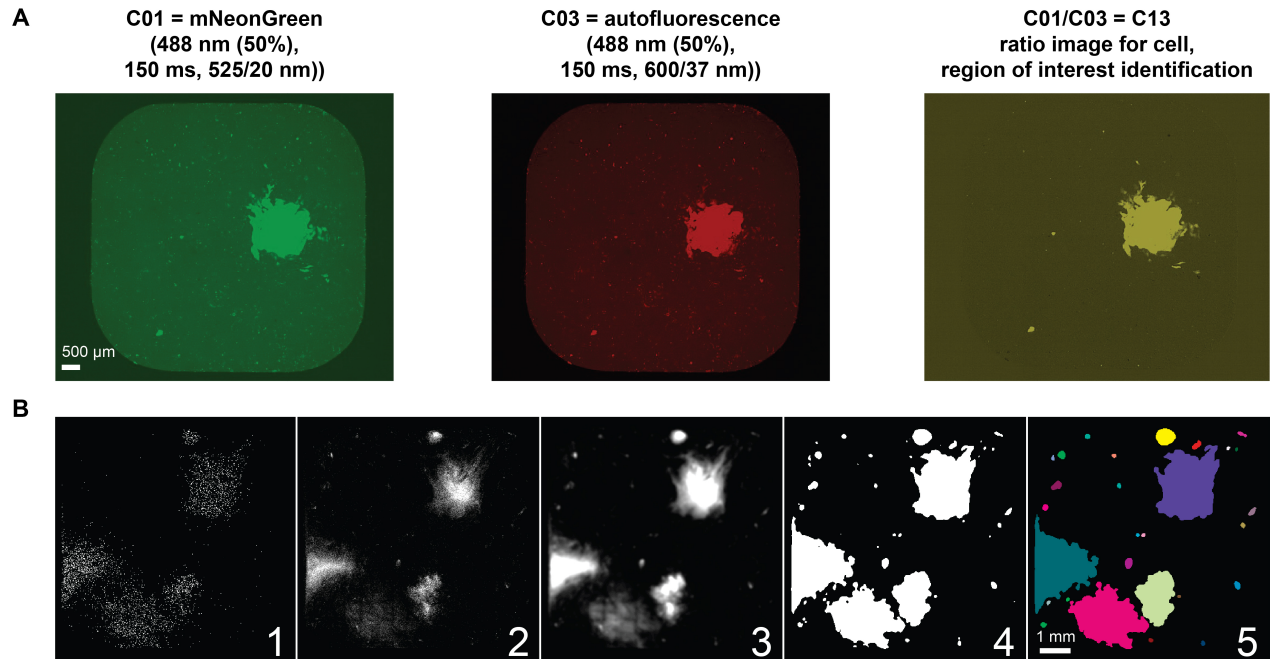 A
C01 = mNeonGreen
(488 nm (50%),
150 ms, 525/20 nm))
C03 = autofluorescence
(488 nm (50%),
150 ms, 600/37 nm))
C01/C03 = C13
ratio image for cell,
region of interest identification
500 µm
B
1
2
3
4
1 mm
5